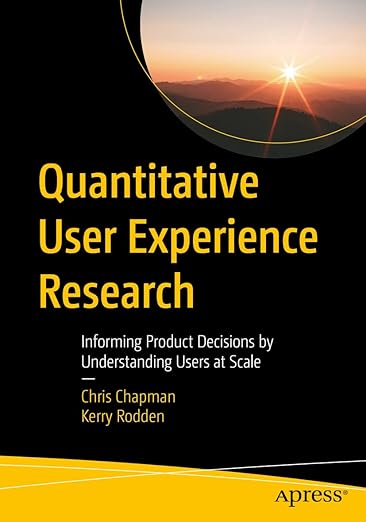 Quantitative
User Experience
Research
Informing Product Decisions by
Understanding Users at Scale
Chris Chapman
Kerry Rodden
Apress®